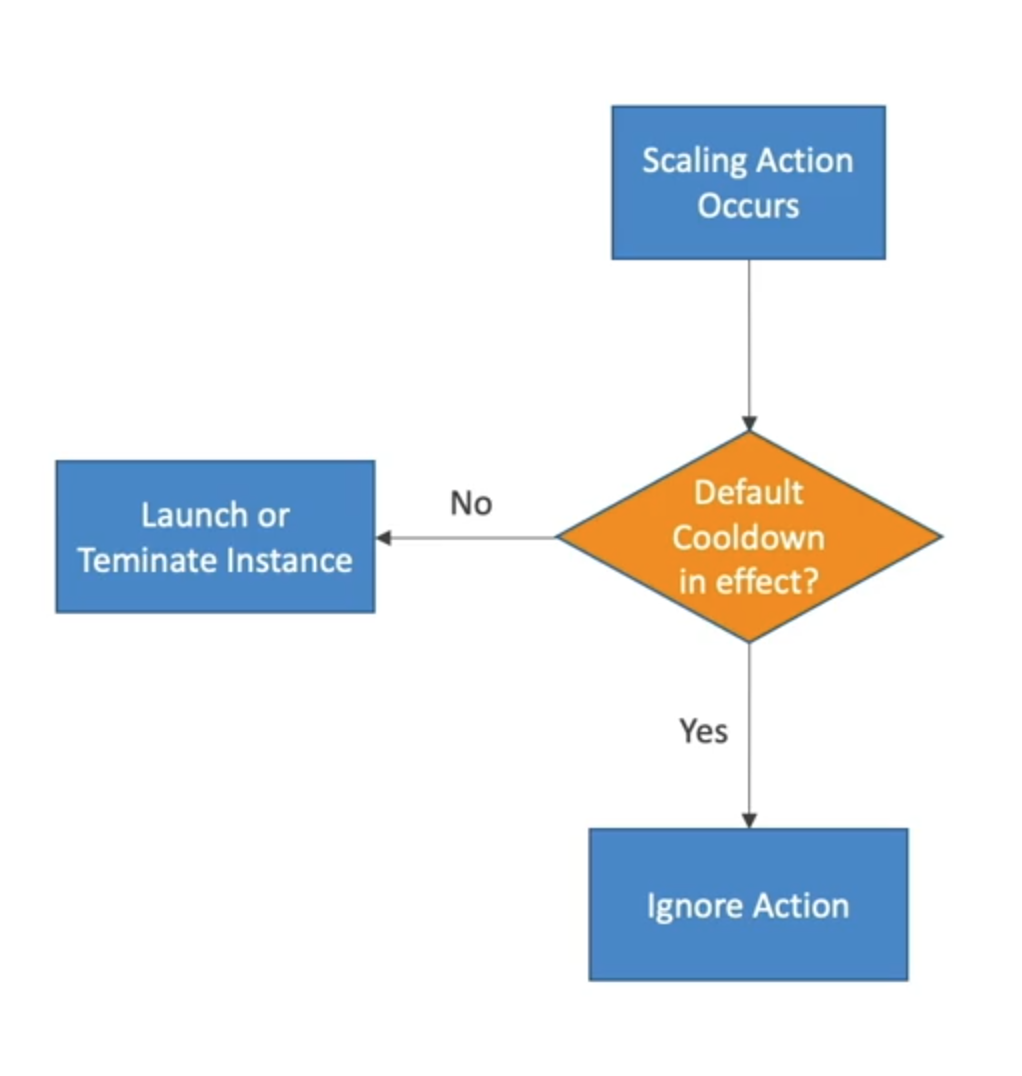 Scaling Action
Occurs
Default
Cooldown
in effect?
No
Launch or
Teminate Instance
Yes
Ignore Action